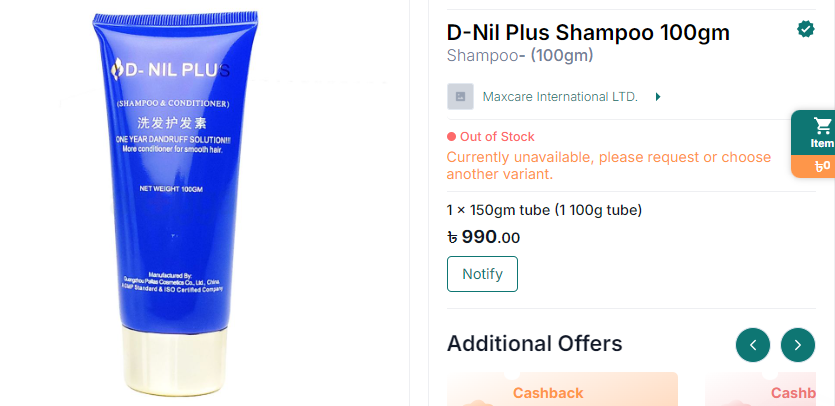 D- NIL PLUS
(SHAMPOO & CONDITIONER)
洗发护发素
ONE YEAR DANDRUFF SOLUTION!!!
More conditioner for smooth hair.
NET WEIGHT 100GM
Manufactured By:
Guangzhou Pallas Cosmetics Co., Ltd., China.
A GMP Standard & ISO Certified Company
D-Nil Plus Shampoo 100gm
Shampoo- (100gm)
Maxcare International LTD.
Out of Stock
Currently unavailable, please request or choose
another variant.
1 × 150gm tube (1 100g tube)
৳ 990.00
Notify
Item
৳0
Additional Offers
Cashback
Cashb